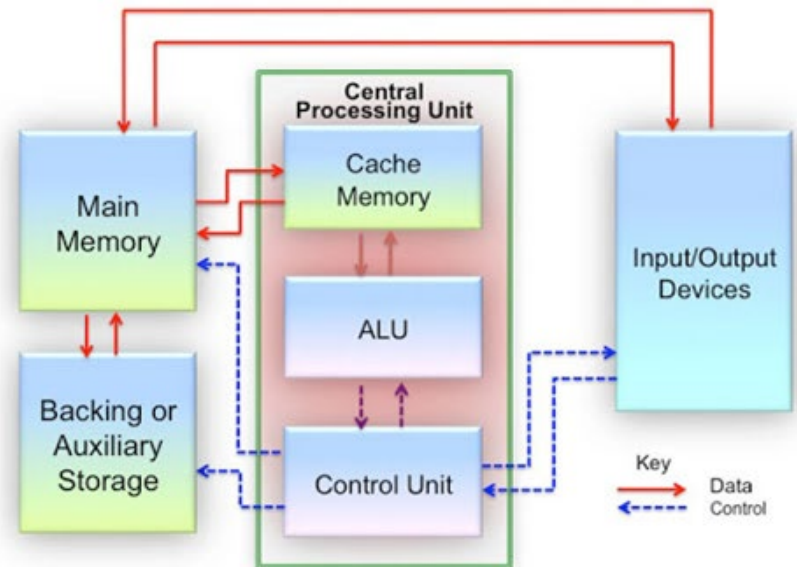 Central
Processing Unit
Cache
Memory
Main
Memory
Input/Output
Devices
ALU
Backing or
Auxiliary
Storage
Control Unit
Key
Data
Control